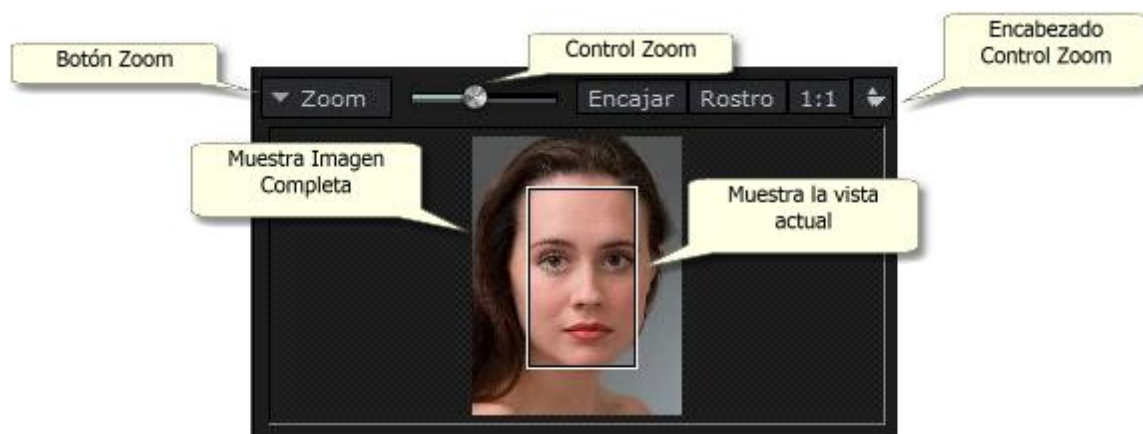 Botón Zoom
Control Zoom
Encabezado
Control Zoom
Zoom
Encajar
Rostro
1:1
Muestra Imagen
Completa
Muestra la vista
actual